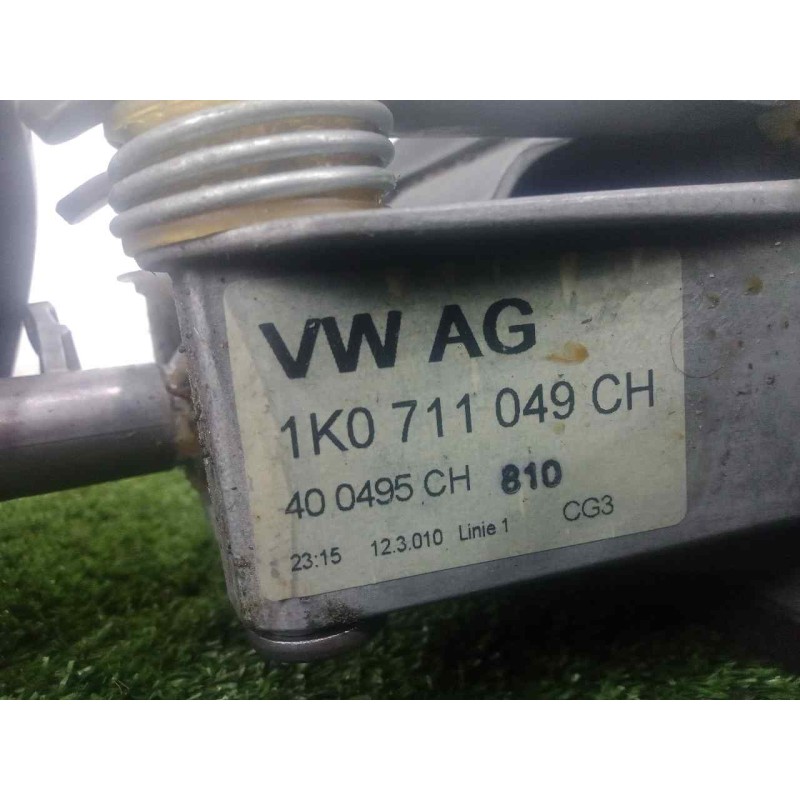 VW AG
1K0 711 049 CH
40 0495 CH 810
23:15 12.3.010 Linie 1 CG3